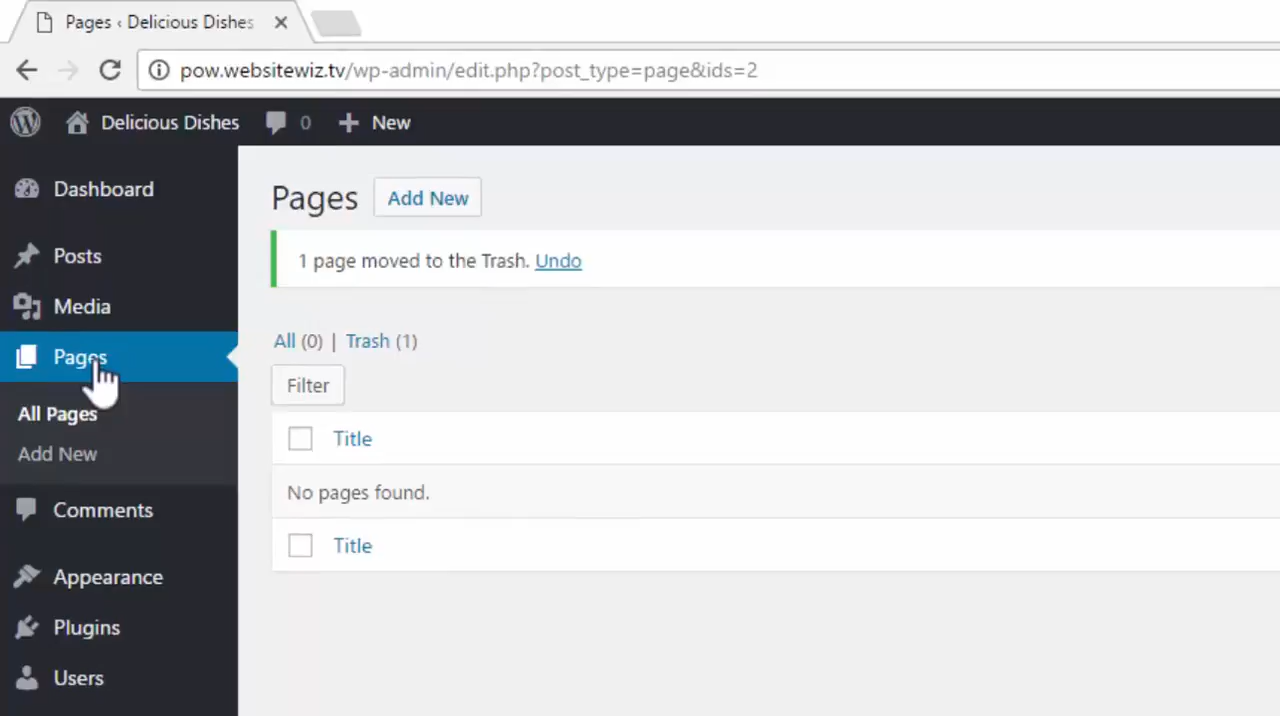 Pages ‹ Delicious Dishes
pow.websitewiz.tv/wp-admin/edit.php?post_type=page&ids=2
Delicious Dishes 0 New
Dashboard
Posts
Media
Pages
All Pages
Add New
Comments
Appearance
Plugins
Users
Pages Add New
1 page moved to the Trash. Undo
All (0) | Trash (1)
Filter
Title
No pages found.
Title